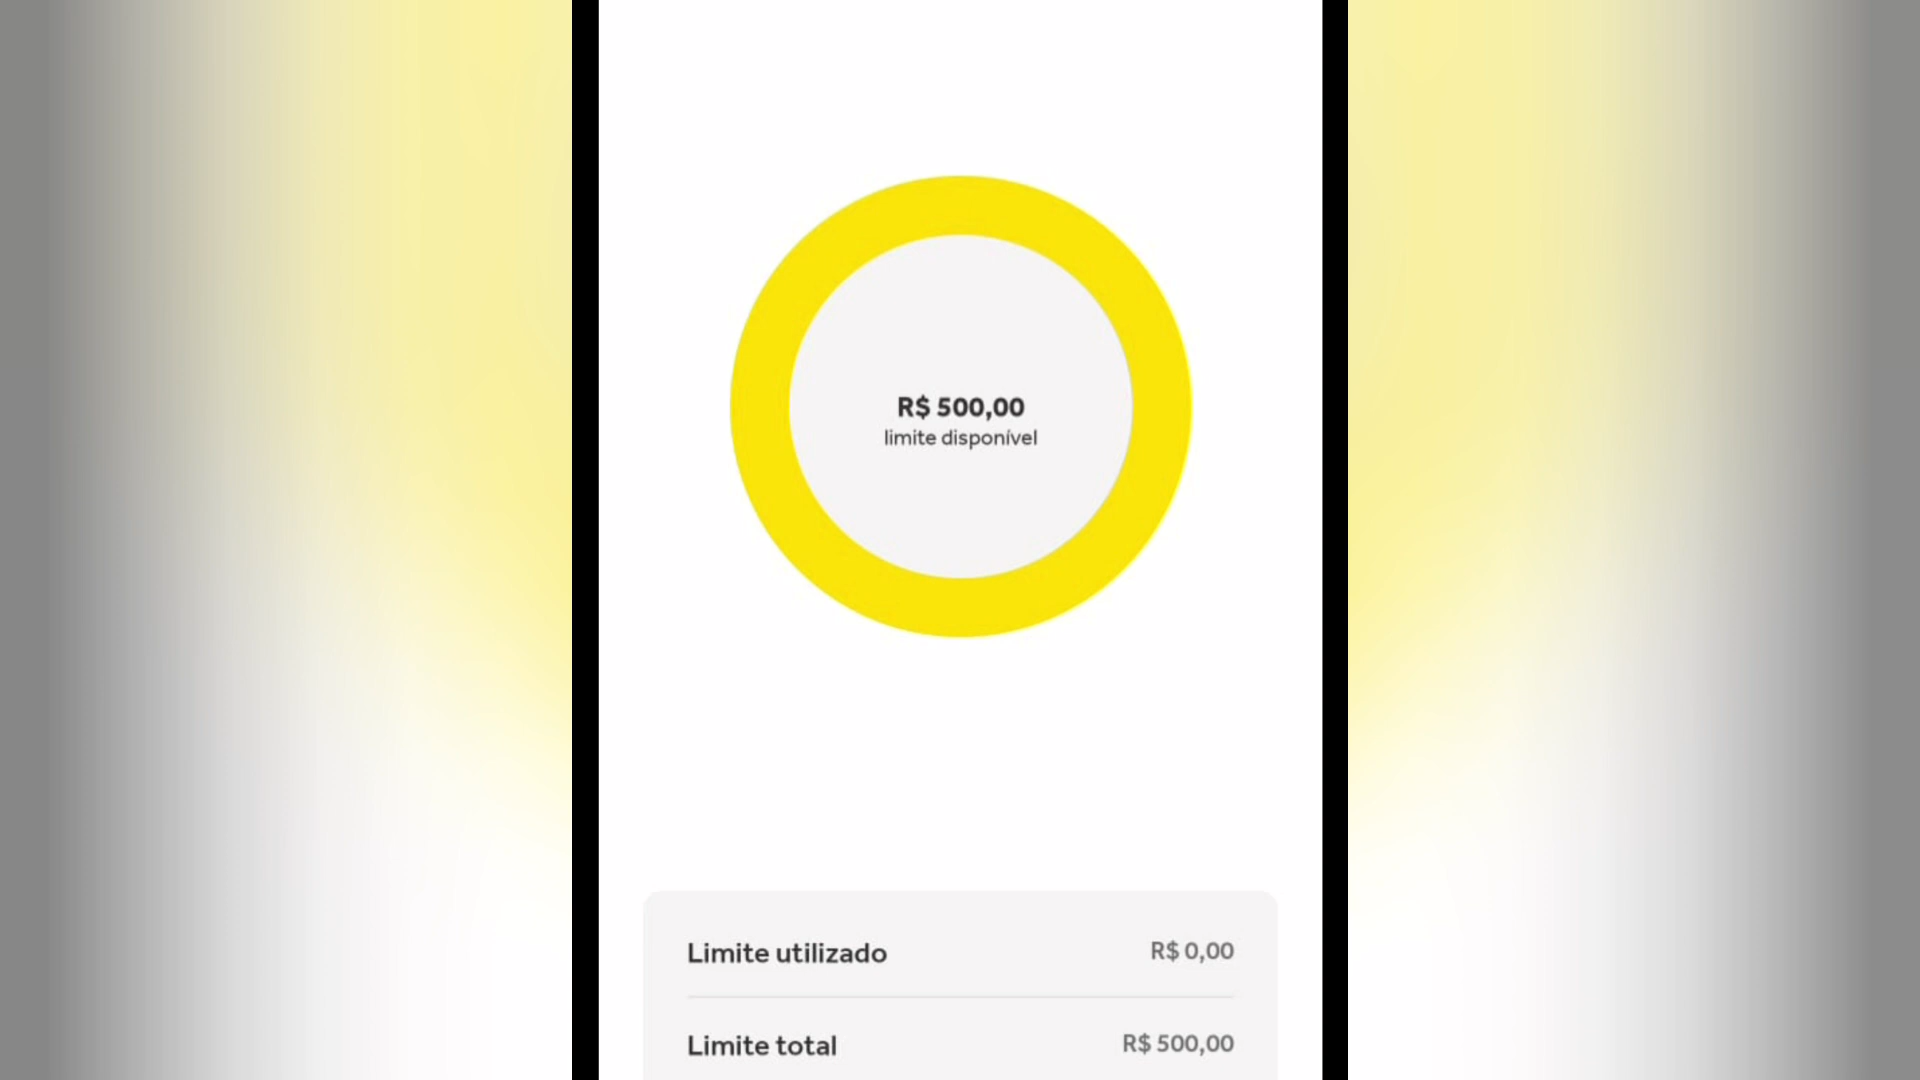 R$ 500,00
limite disponível
Limite utilizado R$ 0,00
Limite total R$ 500,00